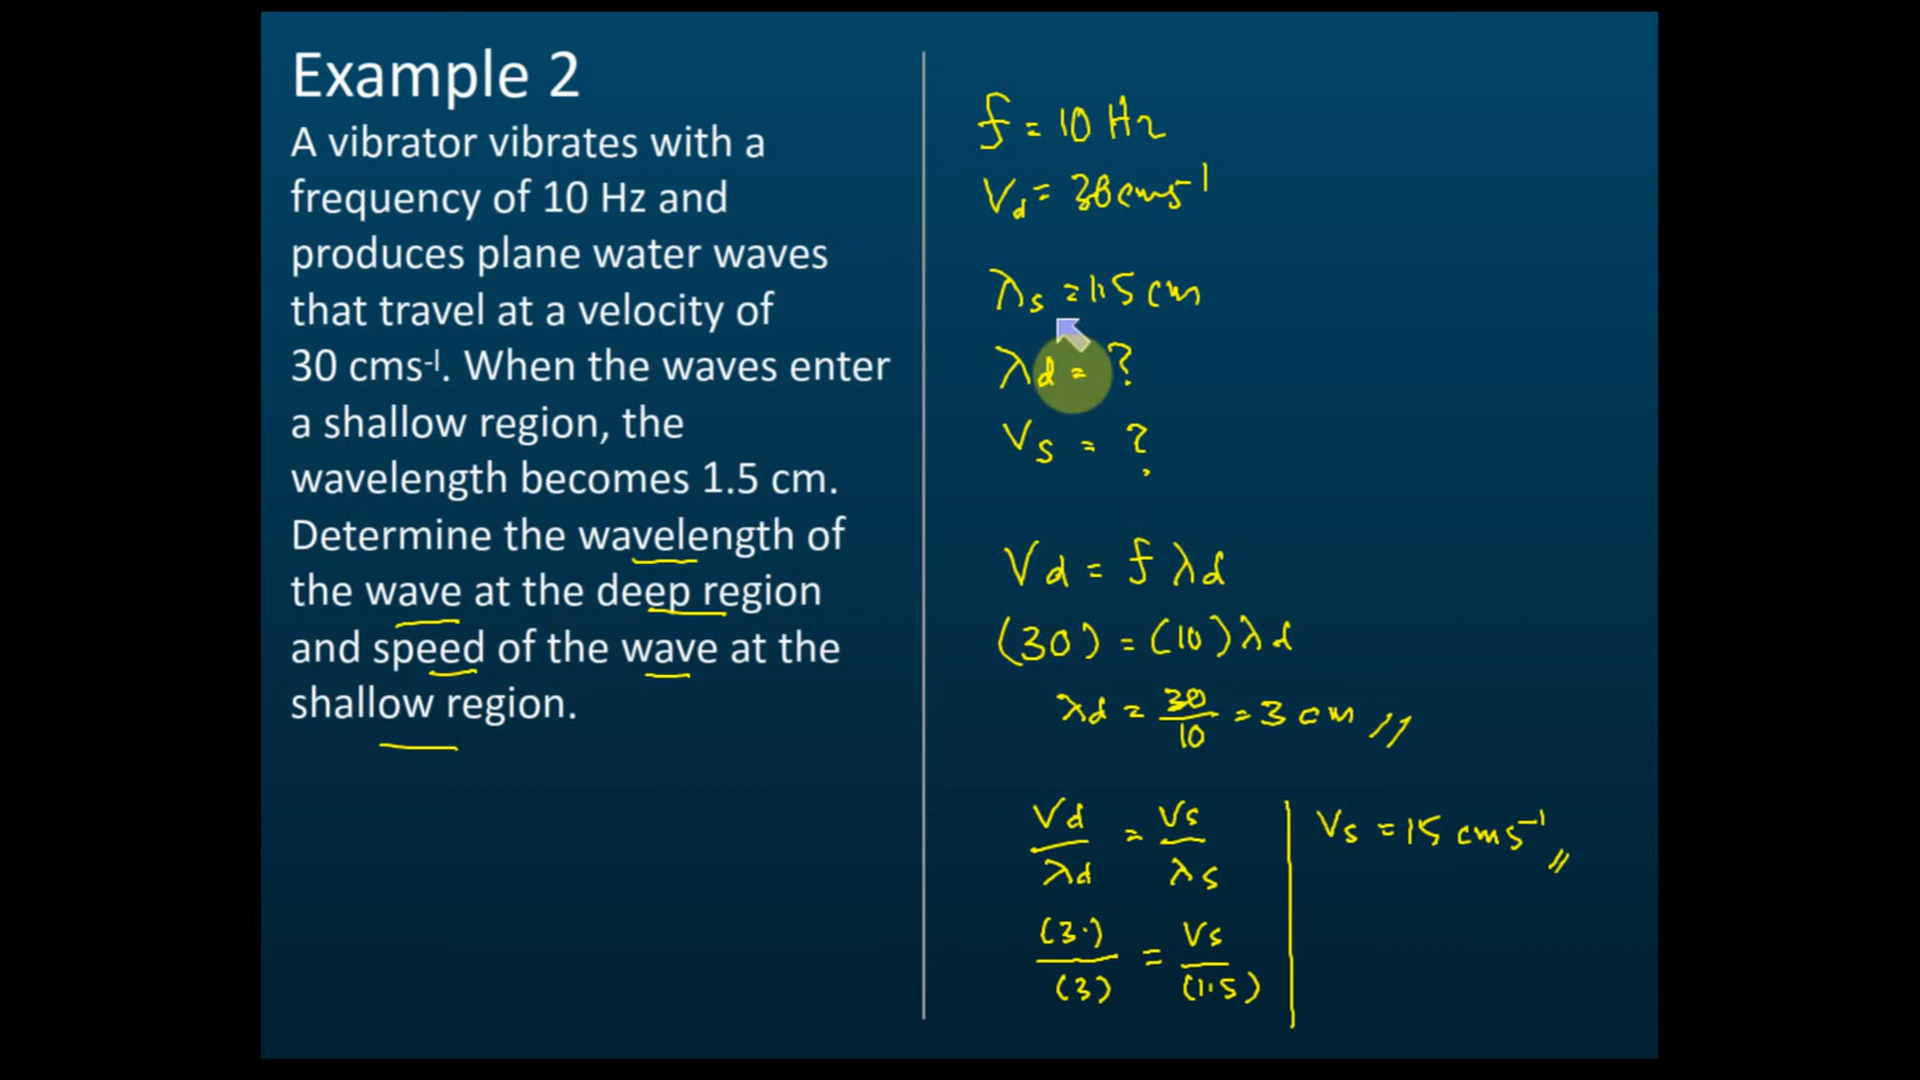 Example 2
A vibrator vibrates with a
frequency of 10 Hz and
produces plane water waves
that travel at a velocity of
30 cms⁻¹. When the waves enter
a shallow region, the
wavelength becomes 1.5 cm.
Determine the wavelength of
the wave at the deep region
and speed of the wave at the
shallow region.
f = 10 Hz
Vd = 30 cms⁻¹
λs = 1.5 cm
λd = ?
Vs = ?
Vd = f λd
(30) = (10) λd
λd = 30/10 = 3 cm //
Vd/λd = Vs/λs
(3·)/(3) = Vs/(1.5)
Vs = 15 cms⁻¹ //